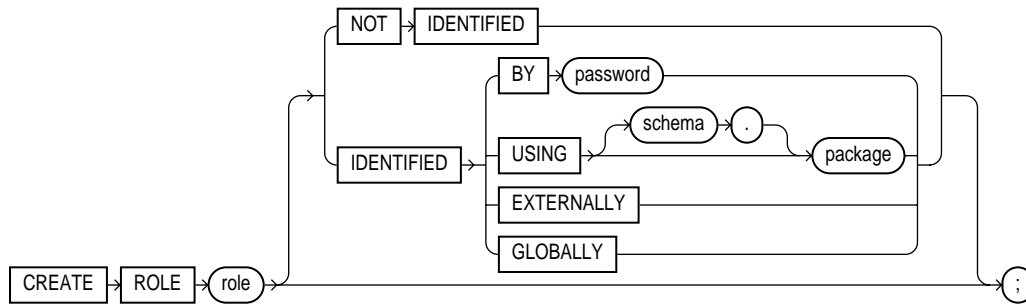 NOT IDENTIFIED
BY password
schema .
IDENTIFIED USING package
EXTERNALLY
GLOBALLY
CREATE ROLE role ;